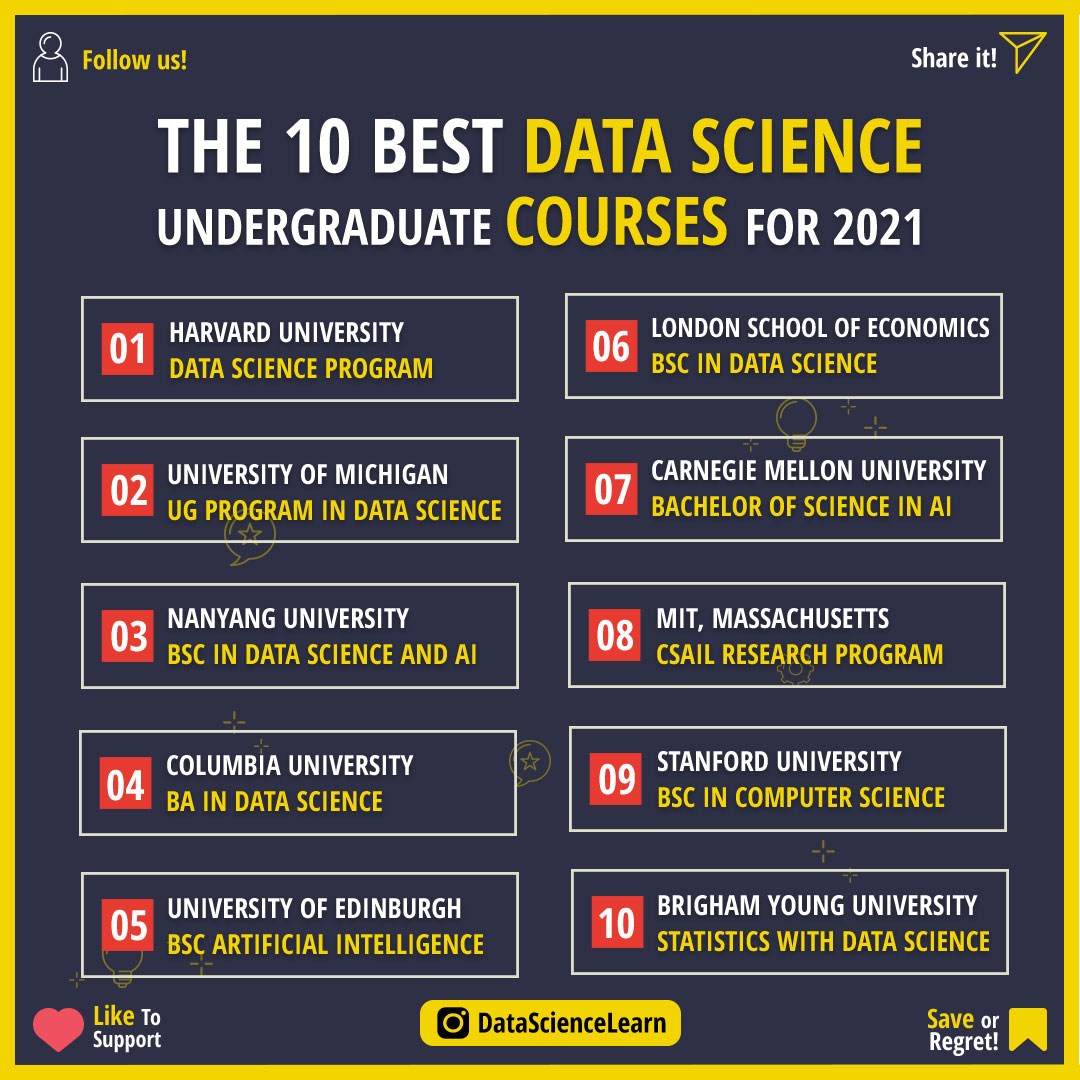 Follow us!
Share it!
THE 10 BEST DATA SCIENCE
UNDERGRADUATE COURSES FOR 2021
01
HARVARD UNIVERSITY
DATA SCIENCE PROGRAM
02
UNIVERSITY OF MICHIGAN
UG PROGRAM IN DATA SCIENCE
03
NANYANG UNIVERSITY
BSC IN DATA SCIENCE AND AI
04
COLUMBIA UNIVERSITY
BA IN DATA SCIENCE
05
UNIVERSITY OF EDINBURGH
BSC ARTIFICIAL INTELLIGENCE
06
LONDON SCHOOL OF ECONOMICS
BSC IN DATA SCIENCE
07
CARNEGIE MELLON UNIVERSITY
BACHELOR OF SCIENCE IN AI
08
MIT, MASSACHUSETTS
CSAIL RESEARCH PROGRAM
09
STANFORD UNIVERSITY
BSC IN COMPUTER SCIENCE
10
BRIGHAM YOUNG UNIVERSITY
STATISTICS WITH DATA SCIENCE
Like To
Support
DataScienceLearn
Save or
Regret!